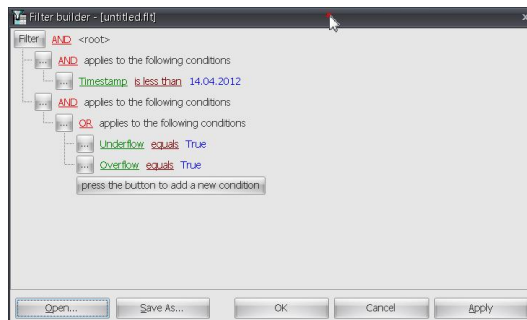 Filter builder - [untitled.flt]
Filter AND <root>
... AND applies to the following conditions
... Timestamp is less than 14.04.2012
... AND applies to the following conditions
... OR applies to the following conditions
... Underflow equals True
... Overflow equals True
press the button to add a new condition
Open... Save As... OK Cancel Apply